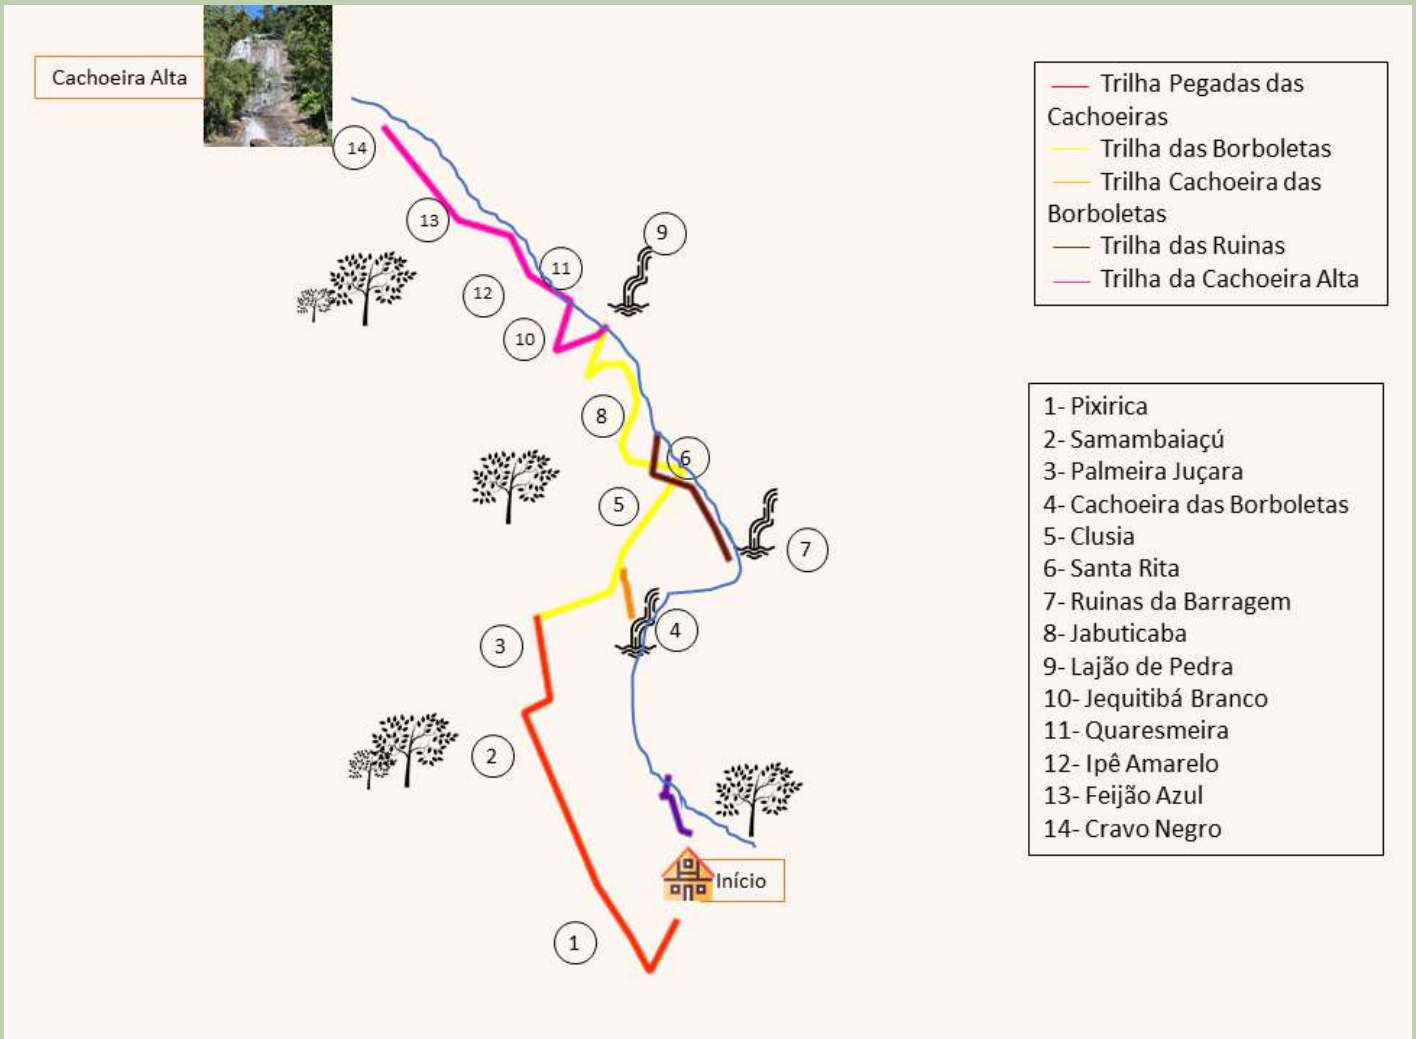 Cachoeira Alta
14
13
9
11
12
10
8
6
5
7
4
3
2
Início
1
Trilha Pegadas das
Cachoeiras
Trilha das Borboletas
Trilha Cachoeira das
Borboletas
Trilha das Ruinas
Trilha da Cachoeira Alta
1- Pixirica
2- Samambaiaçú
3- Palmeira Juçara
4- Cachoeira das Borboletas
5- Clusia
6- Santa Rita
7- Ruinas da Barragem
8- Jabuticaba
9- Lajão de Pedra
10- Jequitibá Branco
11- Quaresmeira
12- Ipê Amarelo
13- Feijão Azul
14- Cravo Negro